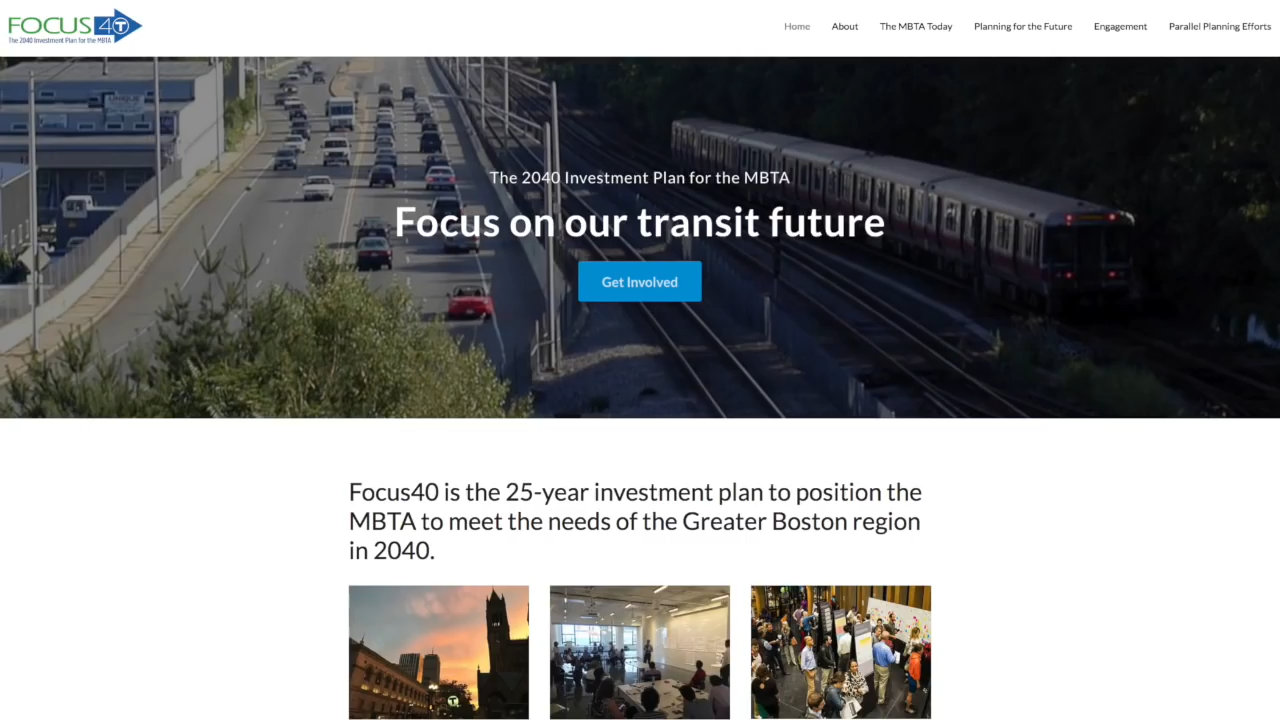 FOCUS40
The 2040 Investment Plan for the MBTA
Home About The MBTA Today Planning for the Future Engagement Parallel Planning Efforts
UNIQUE
The 2040 Investment Plan for the MBTA
Focus on our transit future
Get Involved
Focus40 is the 25-year investment plan to position the
MBTA to meet the needs of the Greater Boston region
in 2040.
T